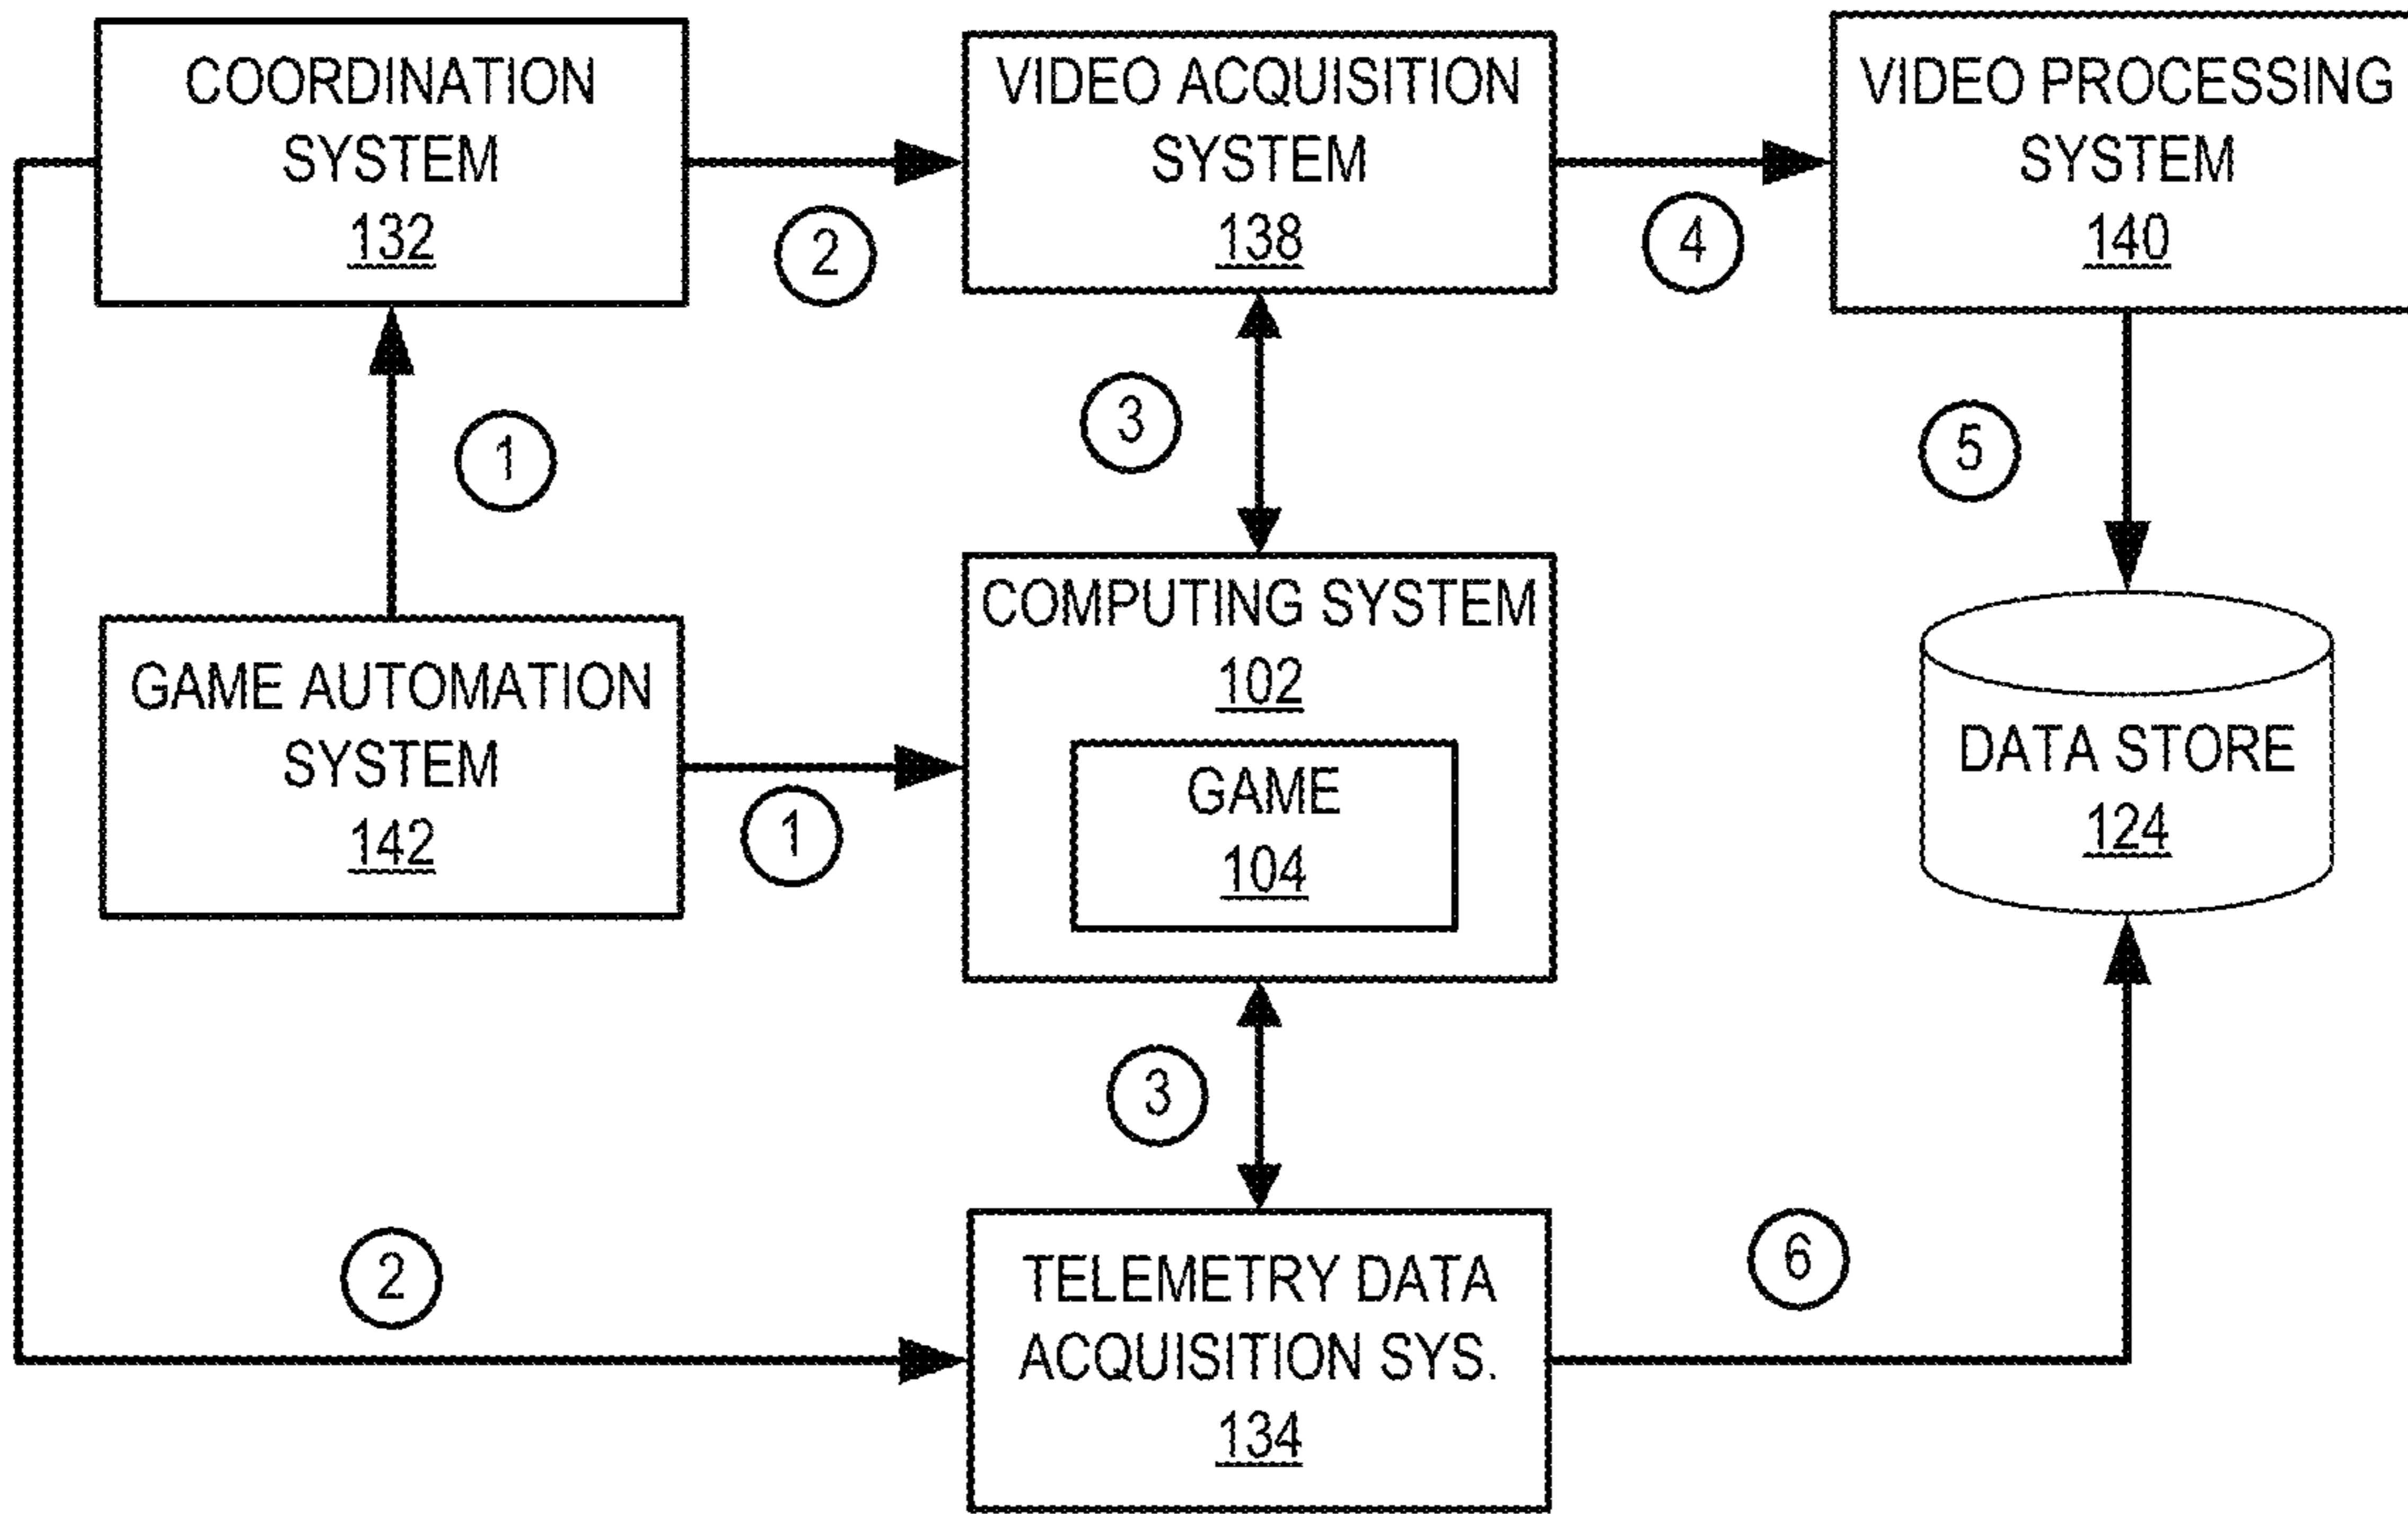 COORDINATION
SYSTEM
132
VIDEO ACQUISITION
SYSTEM
138
VIDEO PROCESSING
SYSTEM
140
2
4
1
3
5
GAME AUTOMATION
SYSTEM
142
1
COMPUTING SYSTEM
102
GAME
104
DATA STORE
124
3
2
TELEMETRY DATA
ACQUISITION SYS.
134
6